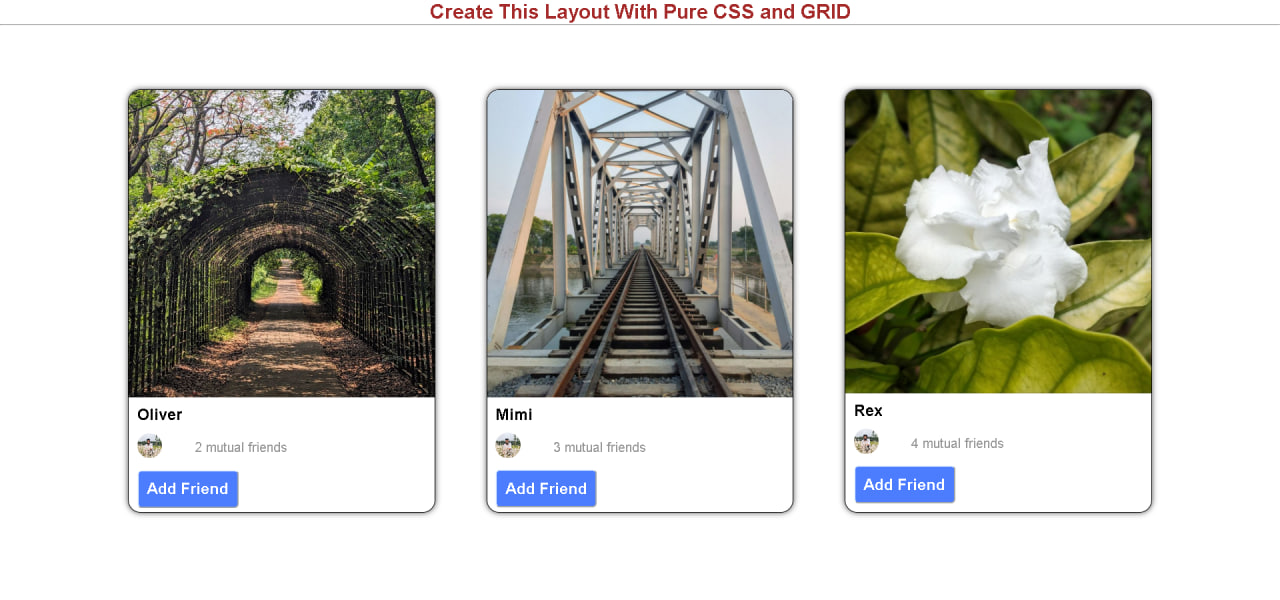 Create This Layout With Pure CSS and GRID
Oliver
2 mutual friends
Add Friend
Mimi
3 mutual friends
Add Friend
Rex
4 mutual friends
Add Friend